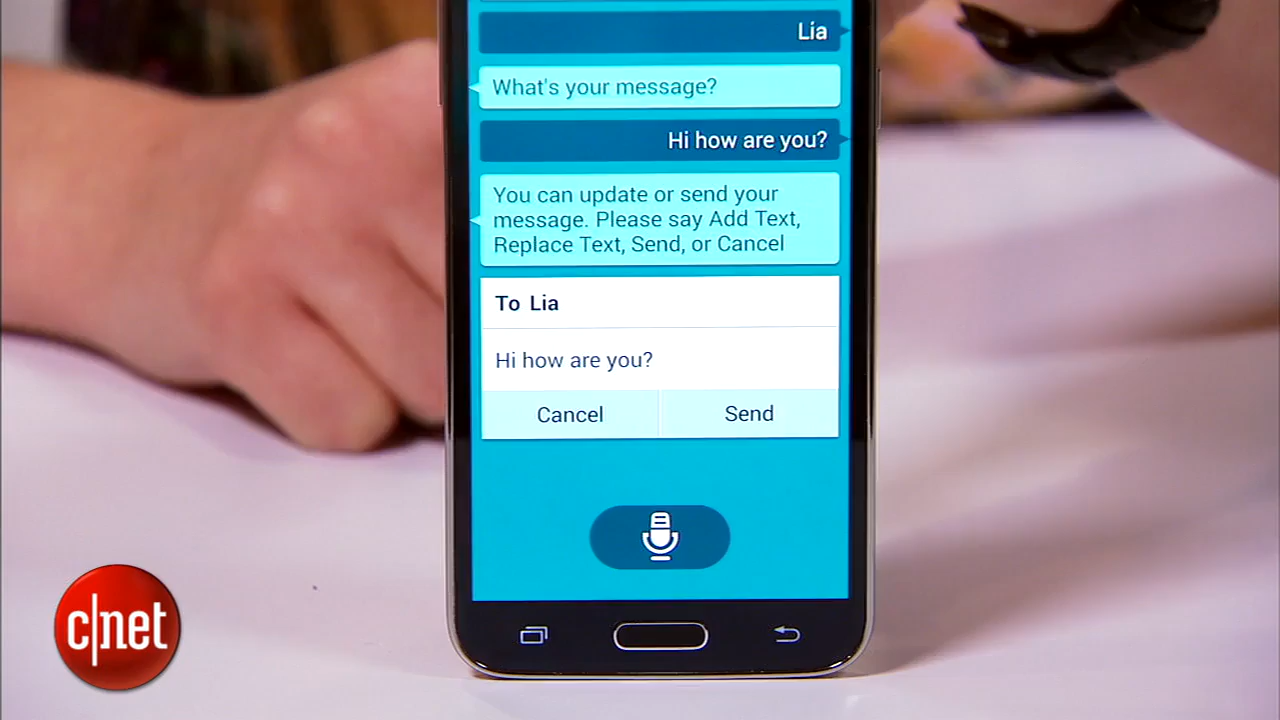 Lia
What's your message?
Hi how are you?
You can update or send your
message. Please say Add Text,
Replace Text, Send, or Cancel
To Lia
Hi how are you?
Cancel
Send
c|net